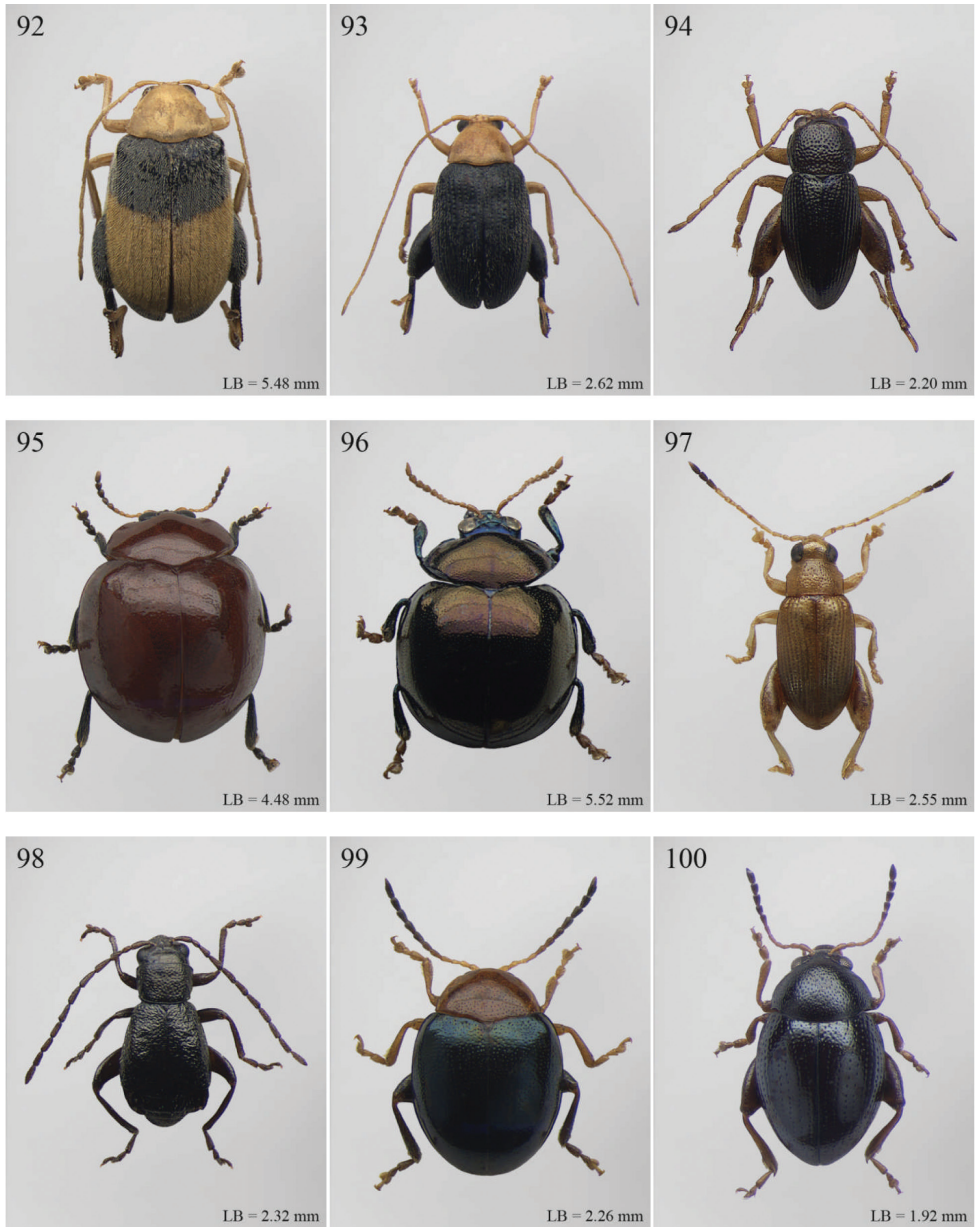 92
LB = 5.48 mm
93
LB = 2.62 mm
94
LB = 2.20 mm
95
LB = 4.48 mm
96
LB = 5.52 mm
97
LB = 2.55 mm
98
LB = 2.32 mm
99
LB = 2.26 mm
100
LB = 1.92 mm